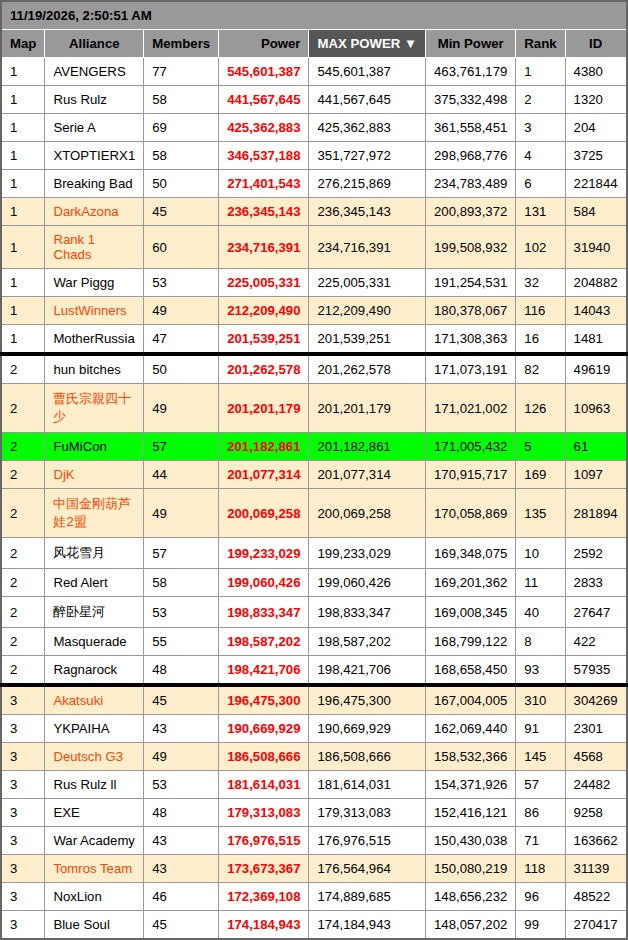 11/19/2026, 2:50:51 AM
Map Alliance Members Power MAX POWER ▼ Min Power Rank ID
1 AVENGERS 77 545,601,387 545,601,387 463,761,179 1 4380
1 Rus Rulz 58 441,567,645 441,567,645 375,332,498 2 1320
1 Serie A 69 425,362,883 425,362,883 361,558,451 3 204
1 XTOPTIERX1 58 346,537,188 351,727,972 298,968,776 4 3725
1 Breaking Bad 50 271,401,543 276,215,869 234,783,489 6 221844
1 DarkAzona 45 236,345,143 236,345,143 200,893,372 131 584
1 Rank 1
Chads 60 234,716,391 234,716,391 199,508,932 102 31940
1 War Piggg 53 225,005,331 225,005,331 191,254,531 32 204882
1 LustWinners 49 212,209,490 212,209,490 180,378,067 116 14043
1 MotherRussia 47 201,539,251 201,539,251 171,308,363 16 1481
2 hun bitches 50 201,262,578 201,262,578 171,073,191 82 49619
2 曹氏宗親四十
少 49 201,201,179 201,201,179 171,021,002 126 10963
2 FuMiCon 57 201,182,861 201,182,861 171,005,432 5 61
2 DjK 44 201,077,314 201,077,314 170,915,717 169 1097
2 中国金刚葫芦
娃2盟 49 200,069,258 200,069,258 170,058,869 135 281894
2 风花雪月 57 199,233,029 199,233,029 169,348,075 10 2592
2 Red Alert 58 199,060,426 199,060,426 169,201,362 11 2833
2 醉卧星河 53 198,833,347 198,833,347 169,008,345 40 27647
2 Masquerade 55 198,587,202 198,587,202 168,799,122 8 422
2 Ragnarock 48 198,421,706 198,421,706 168,658,450 93 57935
3 Akatsuki 45 196,475,300 196,475,300 167,004,005 310 304269
3 YKPAIHA 43 190,669,929 190,669,929 162,069,440 91 2301
3 Deutsch G3 49 186,508,666 186,508,666 158,532,366 145 4568
3 Rus Rulz ll 53 181,614,031 181,614,031 154,371,926 57 24482
3 EXE 48 179,313,083 179,313,083 152,416,121 86 9258
3 War Academy 43 176,976,515 176,976,515 150,430,038 71 163662
3 Tomros Team 43 173,673,367 176,564,964 150,080,219 118 31139
3 NoxLion 46 172,369,108 174,889,685 148,656,232 96 48522
3 Blue Soul 45 174,184,943 174,184,943 148,057,202 99 270417